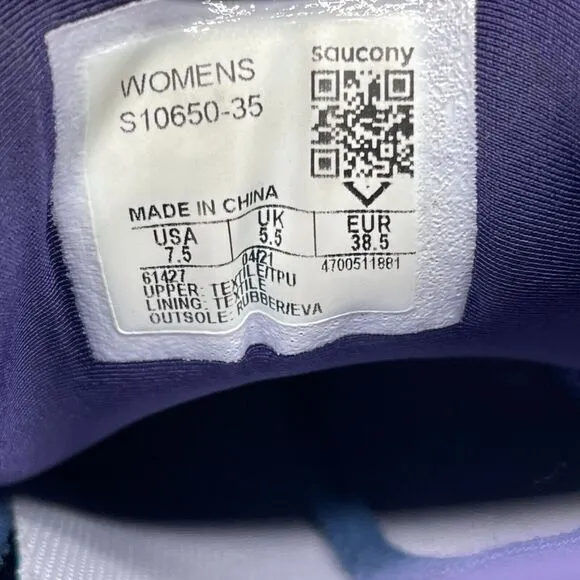 saucony
WOMENS
S10650-35
MADE IN CHINA
USA UK EUR
7.5 5.5 38.5
61427 04/21 4700511881
UPPER: TEXTILE/TPU
LINING: TEXTILE
OUTSOLE: RUBBER/EVA